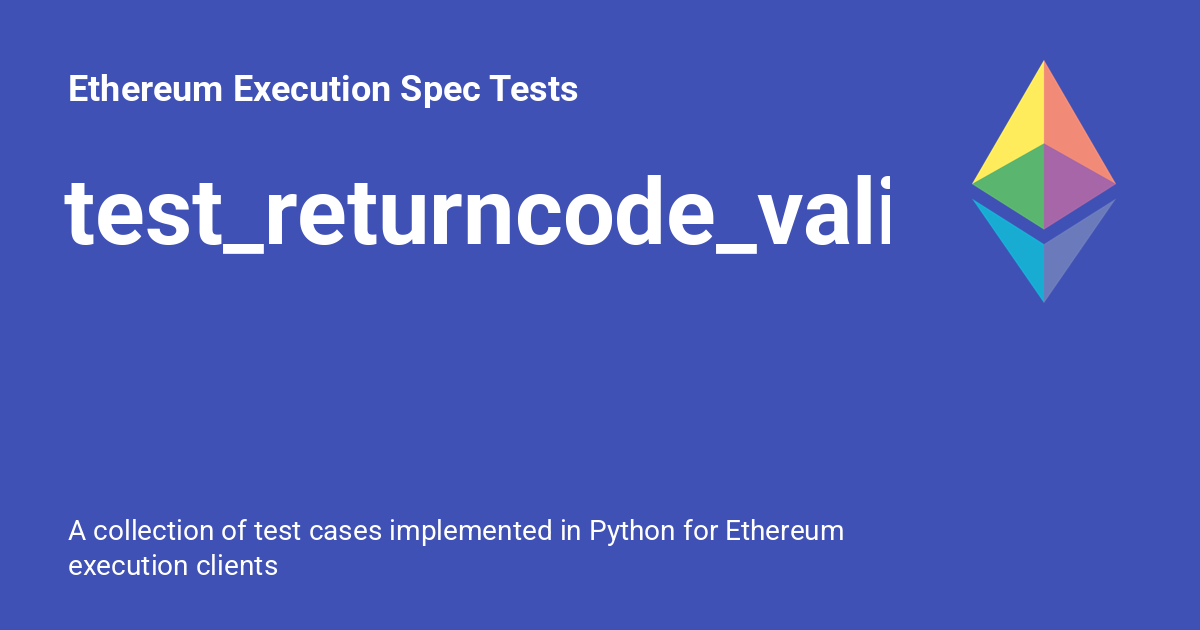 Ethereum Execution Spec Tests
test_returncode_vali
A collection of test cases implemented in Python for Ethereum
execution clients